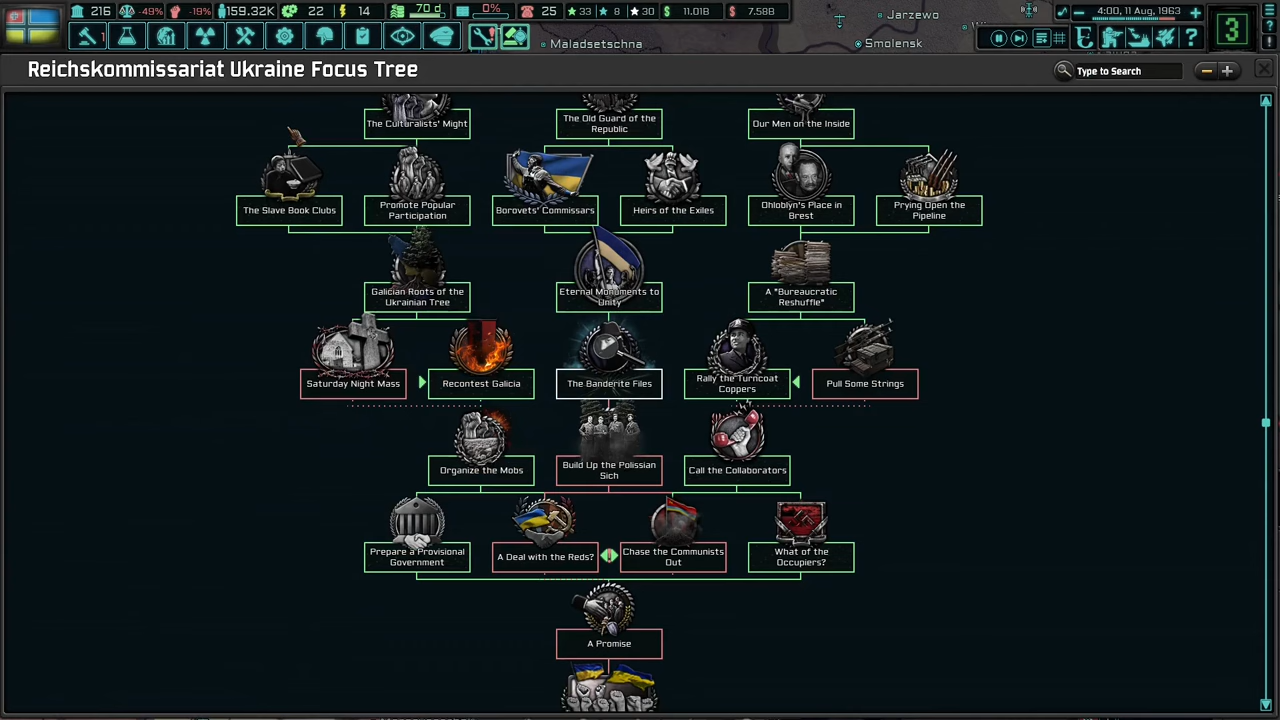 216
-49%
-19%
159.32K
22
14
70 d
0%
25
33
8
30
11.01B
7.58B
4:00, 11 Aug, 1963
3
1
Jarzewo
Maladsetschna
Smolensk
Reichskommissariat Ukraine Focus Tree
Type to Search
The Culturalists' Might
The Old Guard of the
Republic
Our Men on the Inside
The Slave Book Clubs
Promote Popular
Participation
Borovets' Commissars
Heirs of the Exiles
Ohloblyn's Place in
Brest
Prying Open the
Pipeline
Galician Roots of the
Ukrainian Tree
Eternal Monuments to
Unity
A "Bureaucratic
Reshuffle"
Saturday Night Mass
Recontest Galicia
The Banderite Files
Rally the Turncoat
Coppers
Pull Some Strings
Organize the Mobs
Build Up the Polissian
Sich
Call the Collaborators
Prepare a Provisional
Government
A Deal with the Reds?
Chase the Communists
Out
What of the
Occupiers?
A Promise